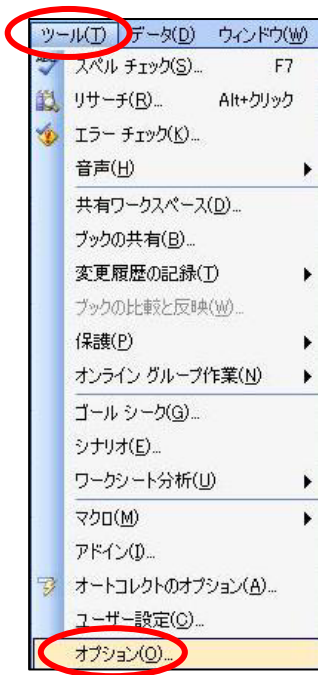 ツール(T) データ(D) ウィンドウ(W)
スペル チェック(S)... F7
リサーチ(R)... Alt+クリック
エラー チェック(K)...
音声(H)
共有ワークスペース(D)...
ブックの共有(B)...
変更履歴の記録(T)
ブックの比較と反映(W)...
保護(P)
オンライン グループ作業(N)
ゴール シーク(G)...
シナリオ(E)...
ワークシート分析(U)
マクロ(M)
アドイン(I)...
オートコレクトのオプション(A)...
ユーザー設定(C)...
オプション(O)...